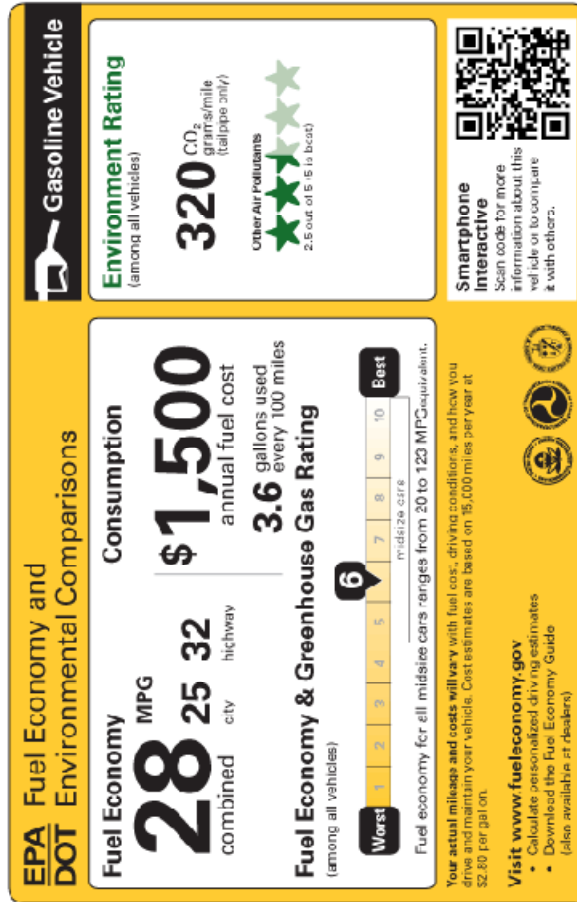 EPA
DOT
Fuel Economy and
Environmental Comparisons
Gasoline Vehicle
Fuel Economy
28
MPG
25 32
combined
city highway
Consumption
$1,500
annual fuel cost
3.6 gallons used
every 100 miles
Fuel Economy & Greenhouse Gas Rating
(among all vehicles)
6
Worst 1 2 3 4 5 7 8 9 10 Best
midsize cars
Fuel economy for all midsize cars ranges from 20 to 123 MPGequivalent.
Environment Rating
(among all vehicles)
320 CO₂
grams/mile
(tailpipe only)
Other Air Pollutants
2.5 out of 5 (5 is best)
Your actual mileage and costs will vary with fuel cost, driving conditions, and how you
drive and maintain your vehicle. Cost estimates are based on 15,000 miles per year at
$2.80 per gallon.
Visit www.fueleconomy.gov
• Calculate personalized driving estimates
• Download the Fuel Economy Guide
(also available at dealers)
Smartphone
Interactive
Scan code for more
information about this
vehicle or to compare
it with others.